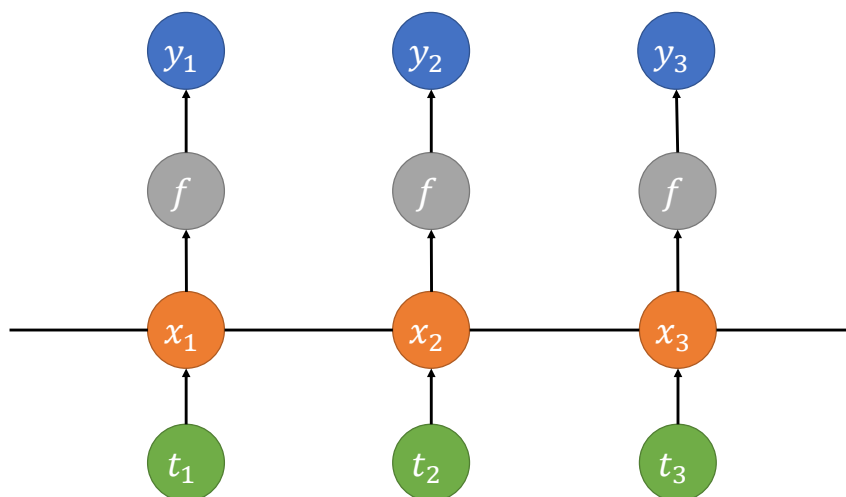 y₁ y₂ y₃
f f f
x₁ x₂ x₃
t₁ t₂ t₃